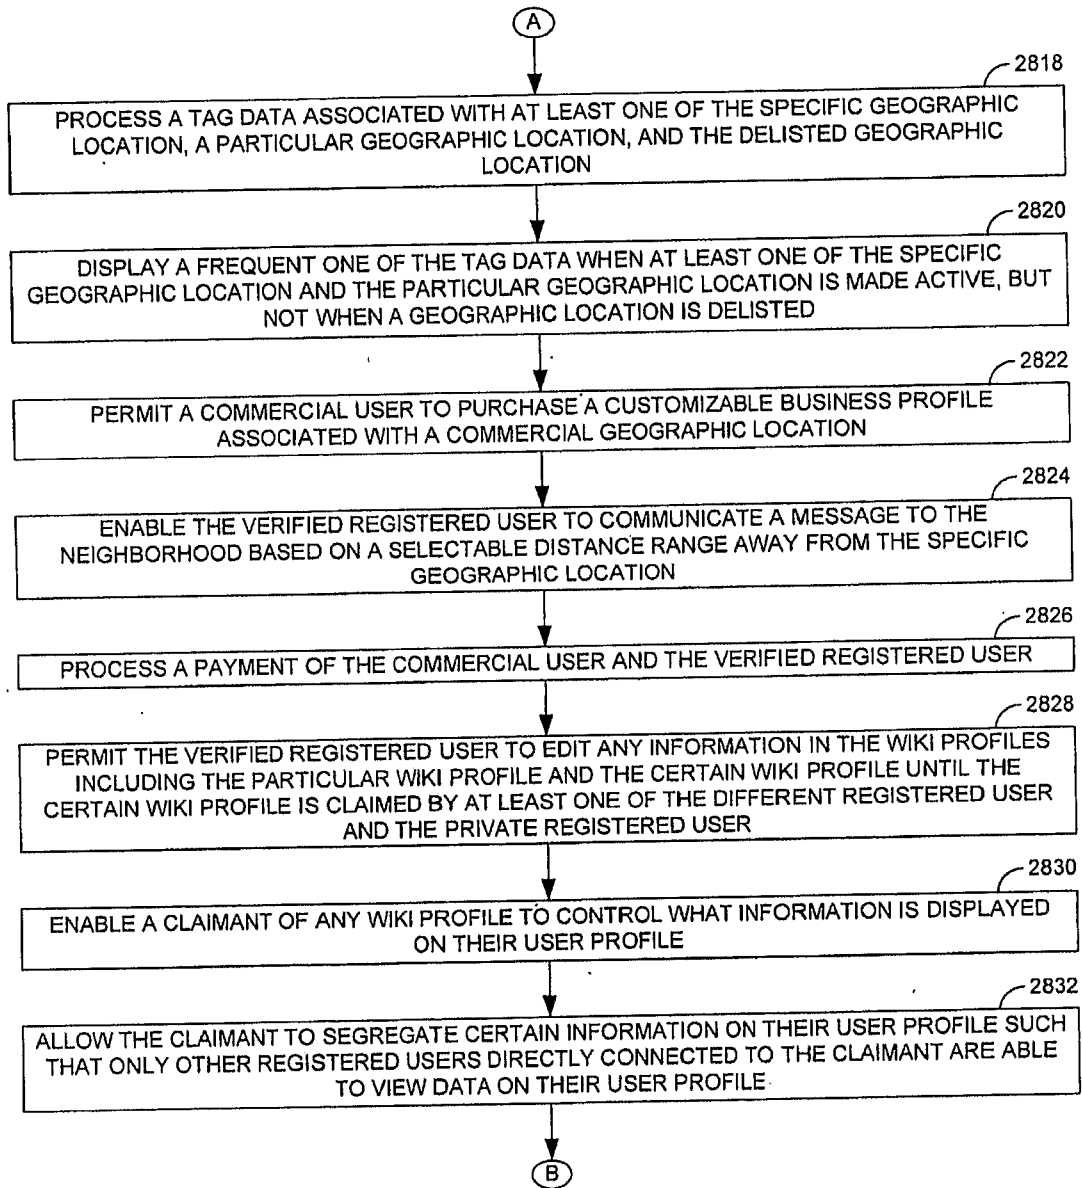 A
2818
PROCESS A TAG DATA ASSOCIATED WITH AT LEAST ONE OF THE SPECIFIC GEOGRAPHIC
LOCATION, A PARTICULAR GEOGRAPHIC LOCATION, AND THE DELISTED GEOGRAPHIC
LOCATION
2820
DISPLAY A FREQUENT ONE OF THE TAG DATA WHEN AT LEAST ONE OF THE SPECIFIC
GEOGRAPHIC LOCATION AND THE PARTICULAR GEOGRAPHIC LOCATION IS MADE ACTIVE, BUT
NOT WHEN A GEOGRAPHIC LOCATION IS DELISTED
2822
PERMIT A COMMERCIAL USER TO PURCHASE A CUSTOMIZABLE BUSINESS PROFILE
ASSOCIATED WITH A COMMERCIAL GEOGRAPHIC LOCATION
2824
ENABLE THE VERIFIED REGISTERED USER TO COMMUNICATE A MESSAGE TO THE
NEIGHBORHOOD BASED ON A SELECTABLE DISTANCE RANGE AWAY FROM THE SPECIFIC
GEOGRAPHIC LOCATION
2826
PROCESS A PAYMENT OF THE COMMERCIAL USER AND THE VERIFIED REGISTERED USER
2828
PERMIT THE VERIFIED REGISTERED USER TO EDIT ANY INFORMATION IN THE WIKI PROFILES
INCLUDING THE PARTICULAR WIKI PROFILE AND THE CERTAIN WIKI PROFILE UNTIL THE
CERTAIN WIKI PROFILE IS CLAIMED BY AT LEAST ONE OF THE DIFFERENT REGISTERED USER
AND THE PRIVATE REGISTERED USER
2830
ENABLE A CLAIMANT OF ANY WIKI PROFILE TO CONTROL WHAT INFORMATION IS DISPLAYED
ON THEIR USER PROFILE
2832
ALLOW THE CLAIMANT TO SEGREGATE CERTAIN INFORMATION ON THEIR USER PROFILE SUCH
THAT ONLY OTHER REGISTERED USERS DIRECTLY CONNECTED TO THE CLAIMANT ARE ABLE
TO VIEW DATA ON THEIR USER PROFILE
B